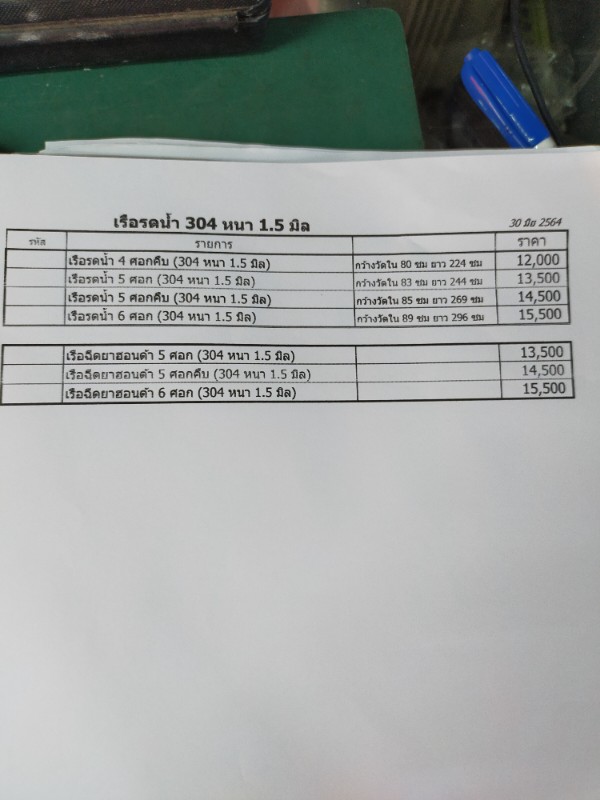 เรือรดน้ำ 304 หนา 1.5 มิล
30 มิย 2564
รหัส รายการ ราคา
เรือรดน้ำ 4 ศอกคืบ (304 หนา 1.5 มิล) กว้างวัดใน 80 ซม ยาว 224 ซม 12,000
เรือรดน้ำ 5 ศอก (304 หนา 1.5 มิล) กว้างวัดใน 83 ซม ยาว 244 ซม 13,500
เรือรดน้ำ 5 ศอกคืบ (304 หนา 1.5 มิล) กว้างวัดใน 85 ซม ยาว 269 ซม 14,500
เรือรดน้ำ 6 ศอก (304 หนา 1.5 มิล) กว้างวัดใน 89 ซม ยาว 296 ซม 15,500
เรือฉีดยาฮอนด้า 5 ศอก (304 หนา 1.5 มิล) 13,500
เรือฉีดยาฮอนด้า 5 ศอกคืบ (304 หนา 1.5 มิล) 14,500
เรือฉีดยาฮอนด้า 6 ศอก (304 หนา 1.5 มิล) 15,500